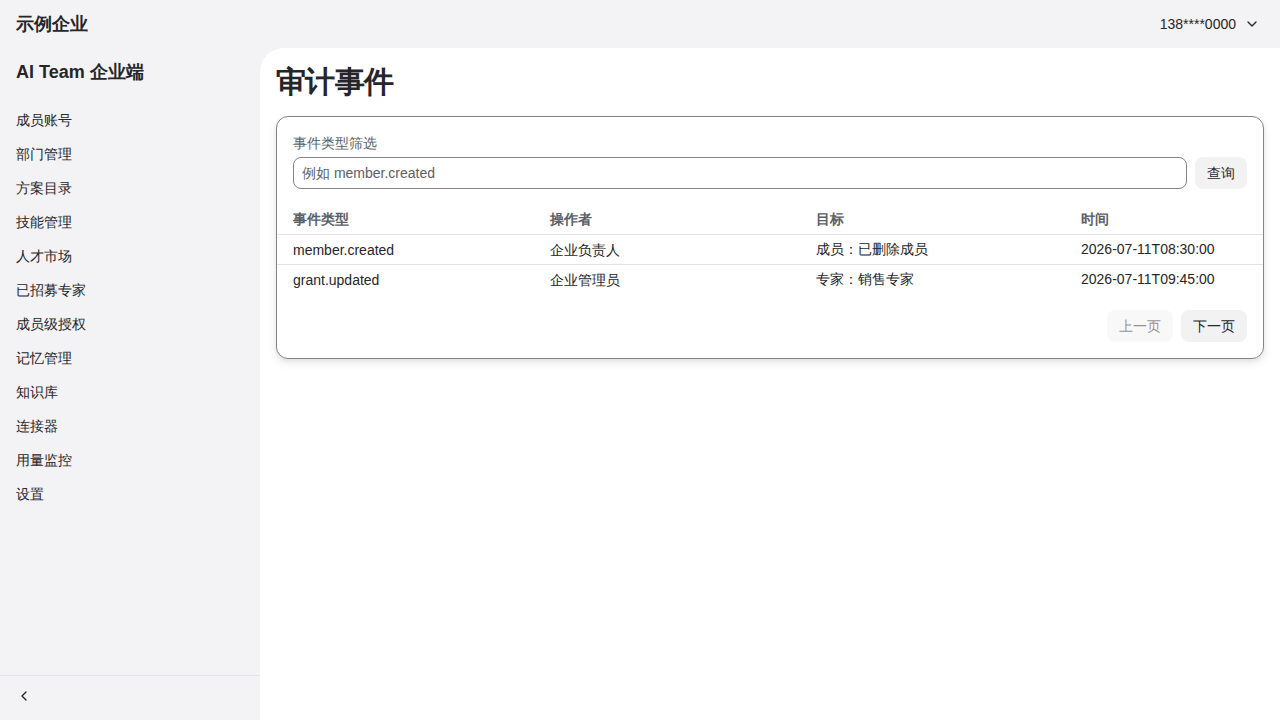 示例企业
138****0000
AI Team 企业端
成员账号
部门管理
方案目录
技能管理
人才市场
已招募专家
成员级授权
记忆管理
知识库
连接器
用量监控
设置
审计事件
事件类型筛选
例如 member.created
查询
事件类型 操作者 目标 时间
member.created 企业负责人 成员：已删除成员 2026-07-11T08:30:00
grant.updated 企业管理员 专家：销售专家 2026-07-11T09:45:00
上一页 下一页